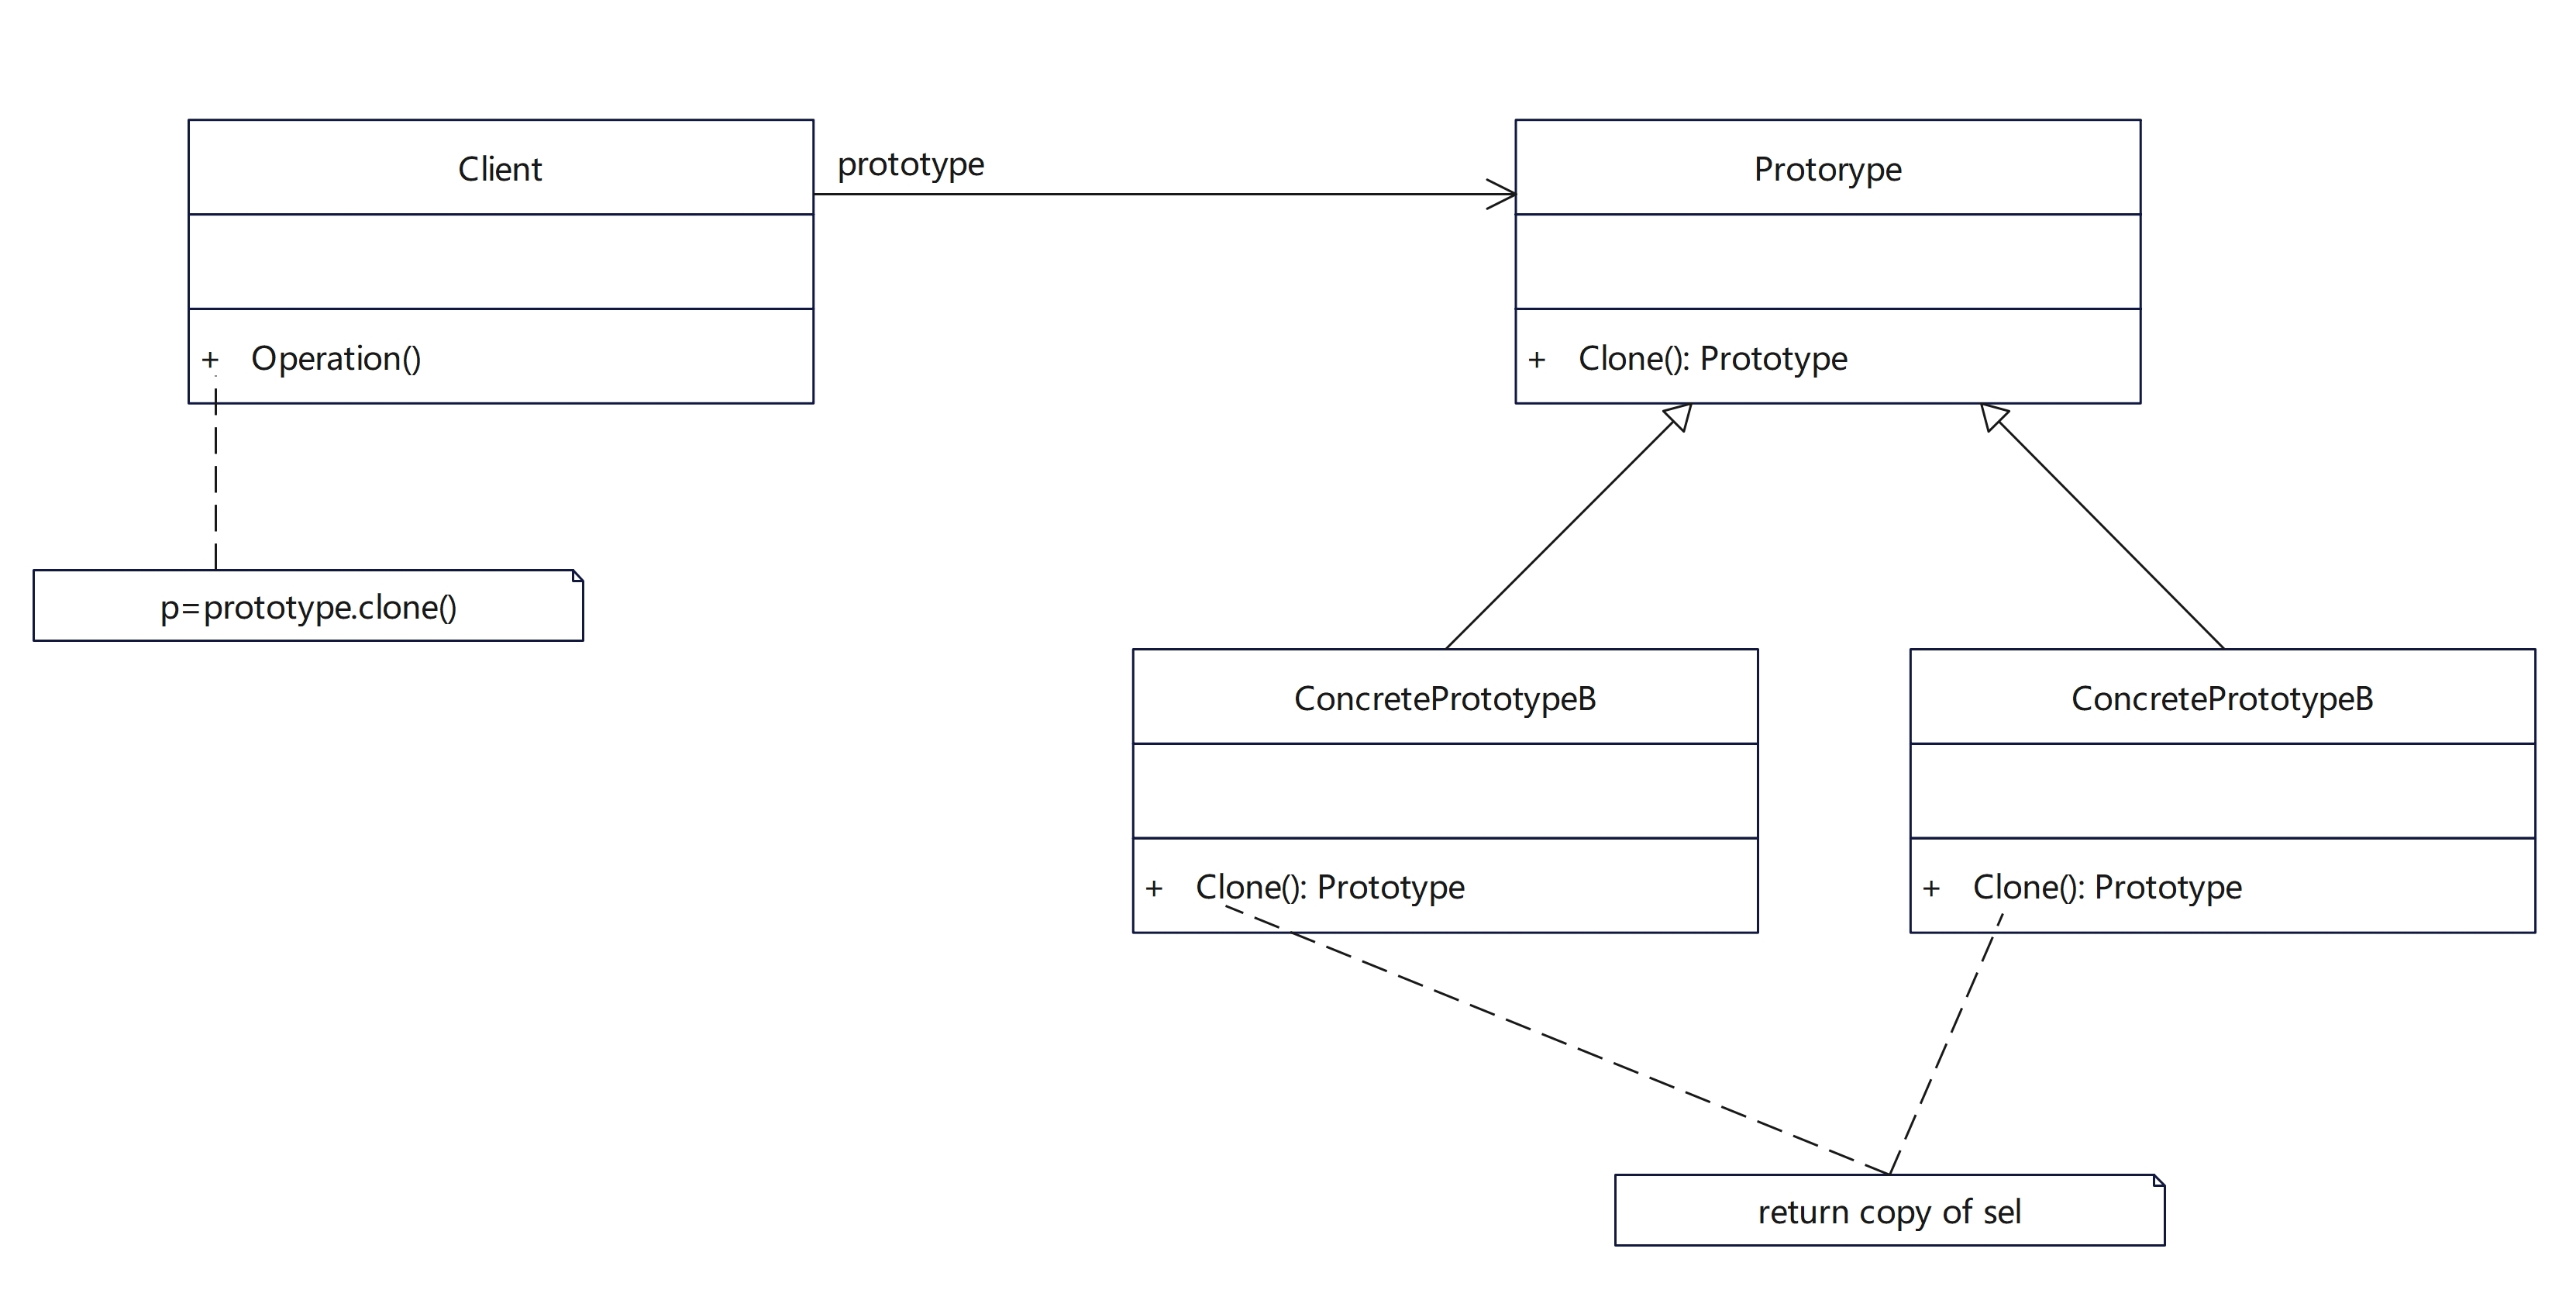 Client
prototype
Protorype
+ Operation()
+ Clone(): Prototype
p=prototype.clone()
ConcretePrototypeB
ConcretePrototypeB
+ Clone(): Prototype
+ Clone(): Prototype
return copy of sel